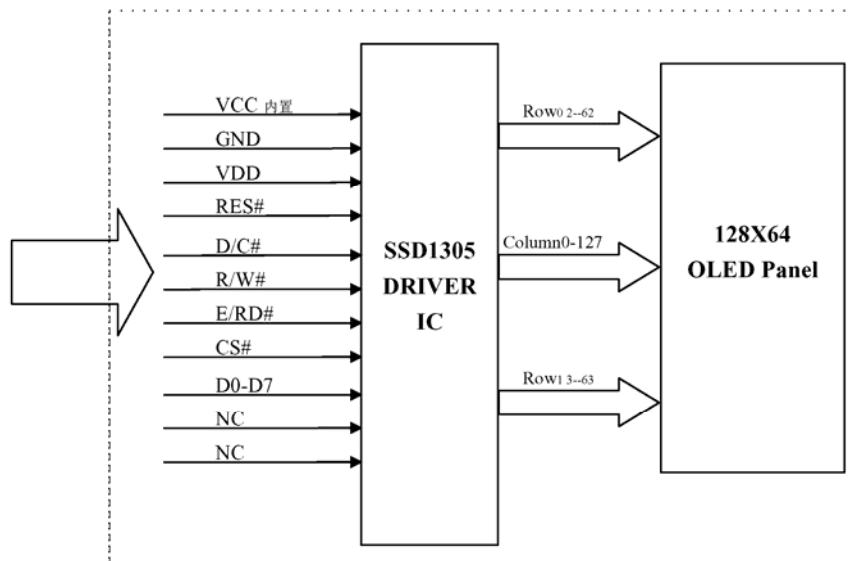 VCC 内置
GND
VDD
RES#
D/C#
R/W#
E/RD#
CS#
D0-D7
NC
NC
SSD1305
DRIVER
IC
Row0 2--62
Column0-127
Row1 3--63
128X64
OLED Panel